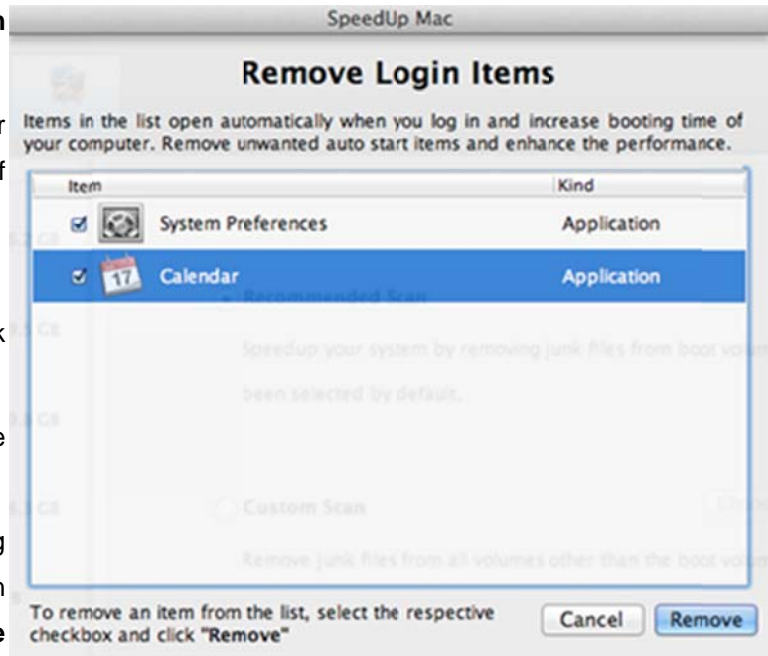 SpeedUp Mac
Remove Login Items
Items in the list open automatically when you log in and increase booting time of
your computer. Remove unwanted auto start items and enhance the performance.
Item Kind
System Preferences Application
17 Calendar Application
Recommended Scan
Speedup your system by removing junk files from boot
been selected by default.
Custom Scan
Remove junk files from all volumes other than the boot
To remove an item from the list, select the respective
checkbox and click "Remove"
Cancel Remove